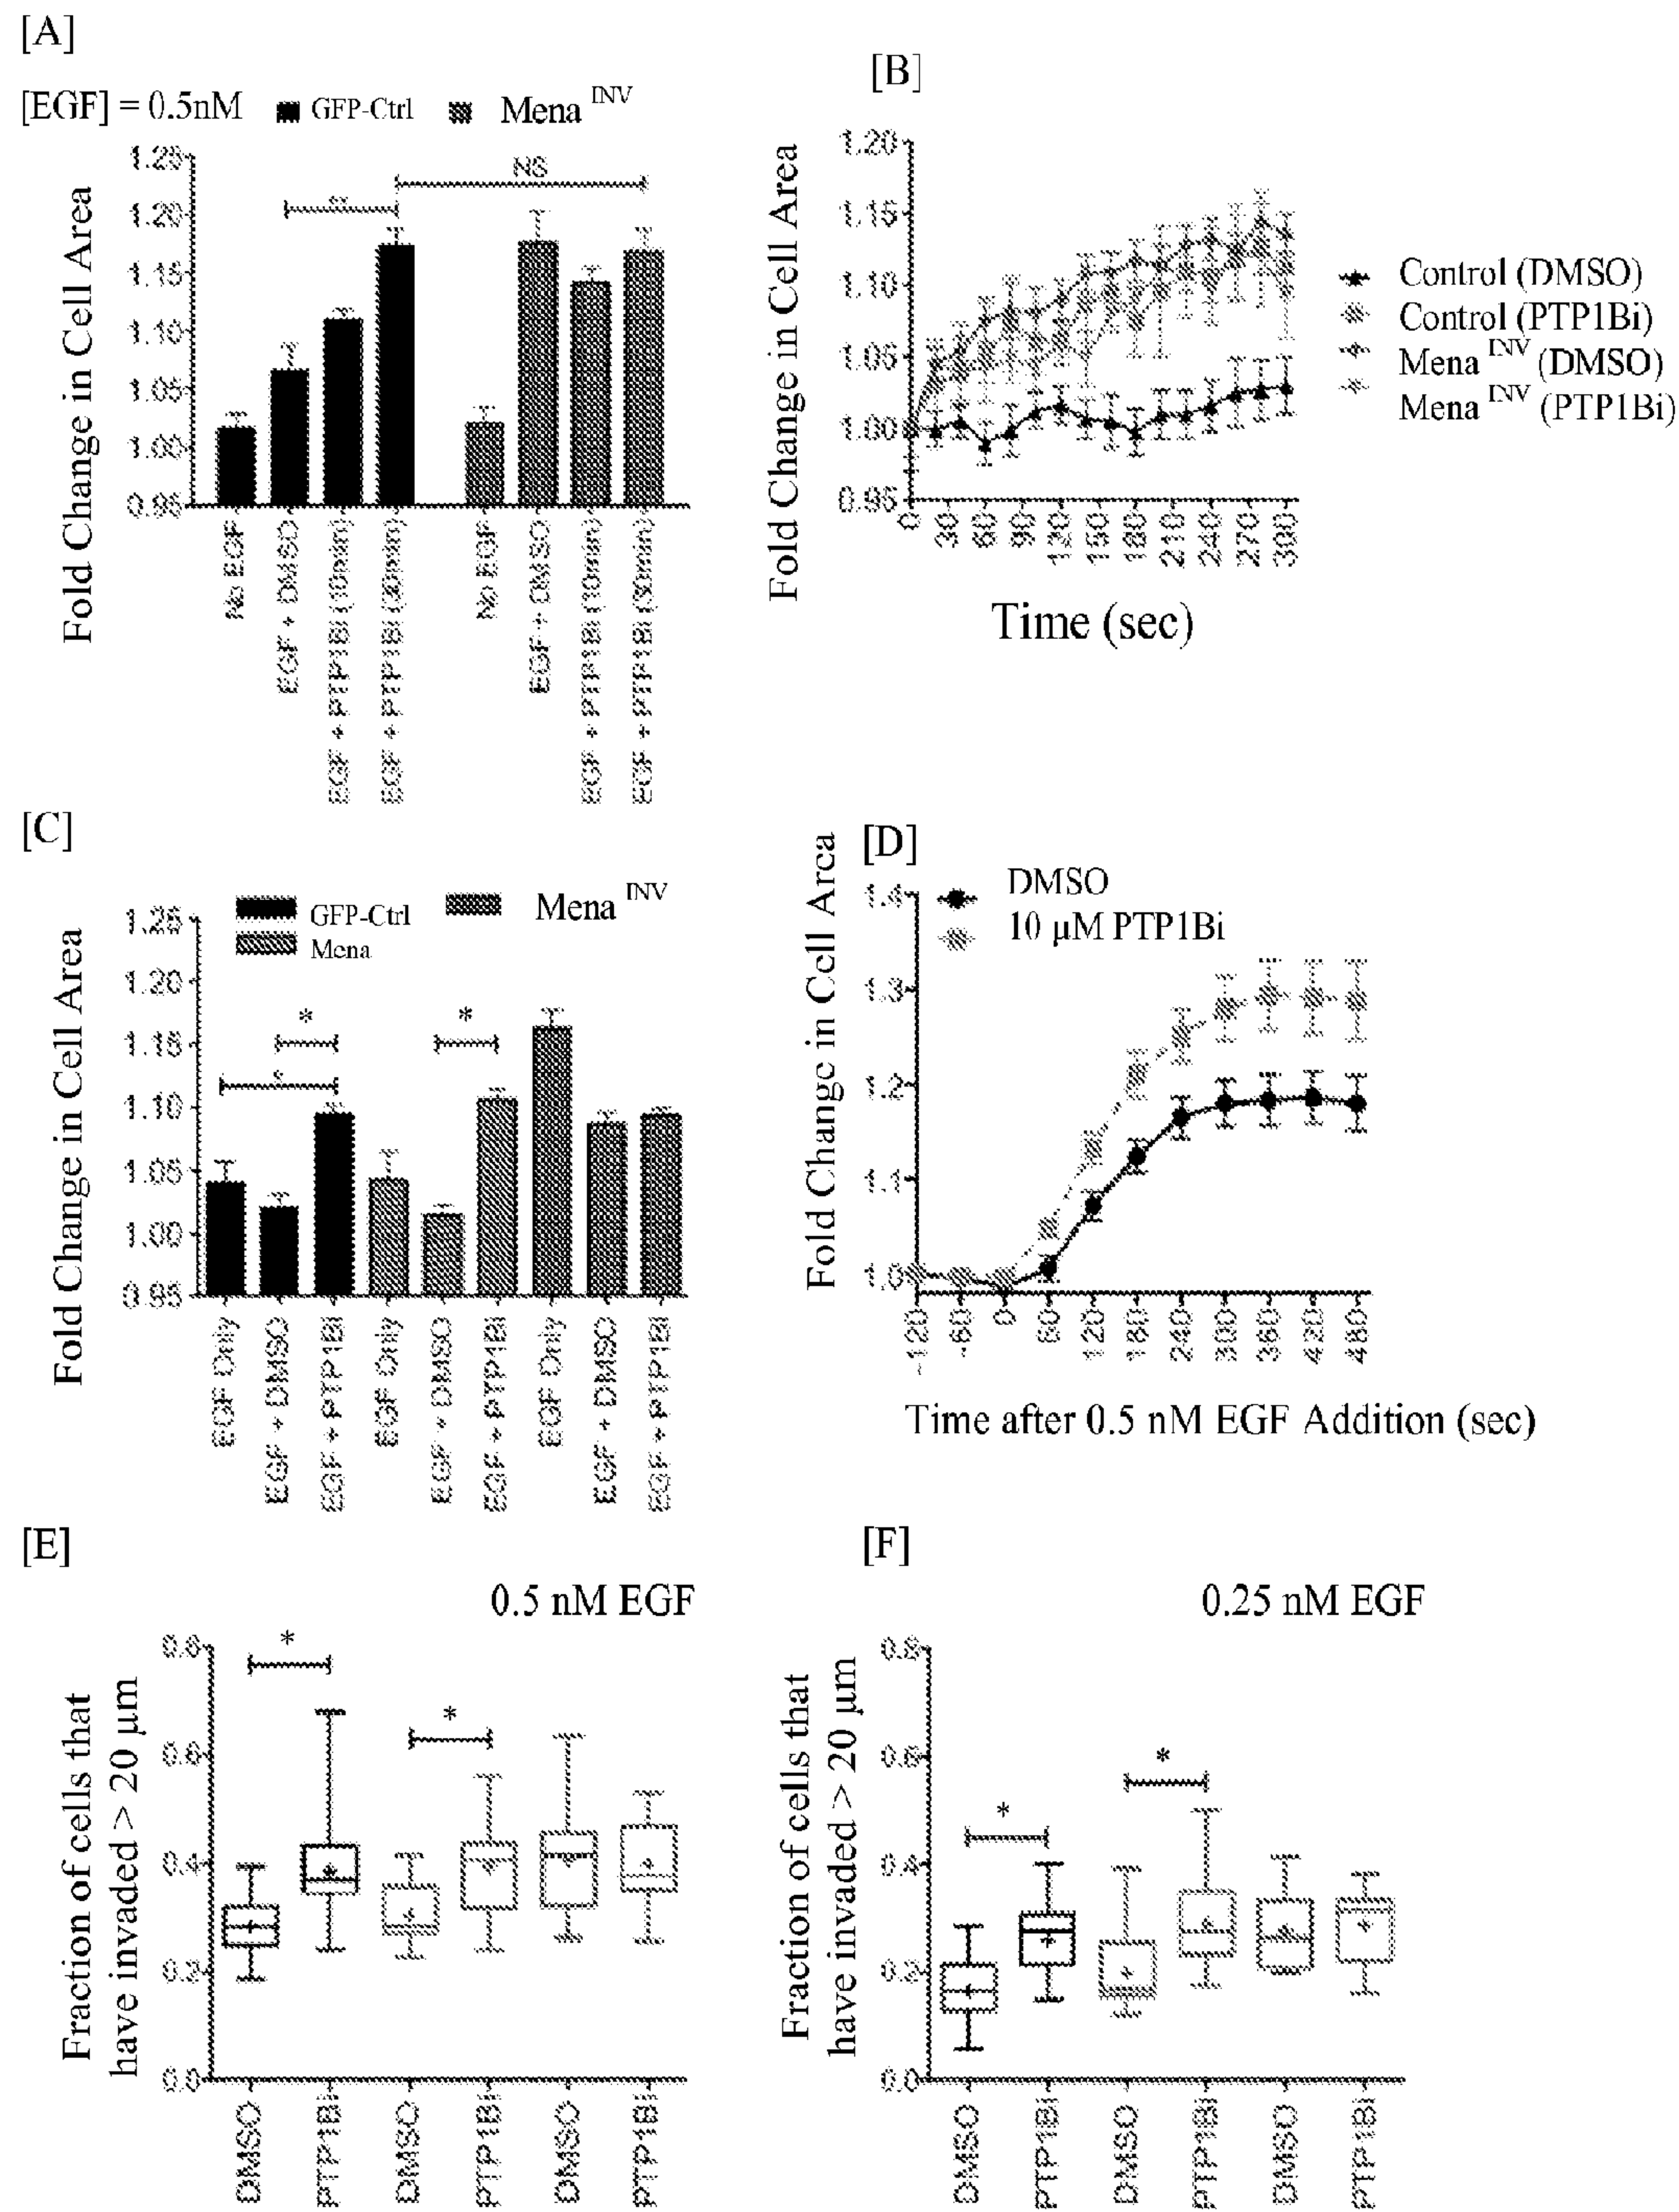 [A]
[EGF] = 0.5nM GFP-Ctrl Mena INV
Fold Change in Cell Area
1.25
1.20
1.15
1.10
1.05
1.00
0.95
NS
No EGF
EGF + DMSO
EGF + PTP1Bi (10min)
EGF + PTP1Bi (30min)
No EGF
EGF + DMSO
EGF + PTP1Bi (10min)
EGF + PTP1Bi (30min)
[B]
Fold Change in Cell Area
1.20
1.15
1.10
1.05
1.00
0.95
0
30
60
90
120
150
180
210
240
270
300
Time (sec)
Control (DMSO)
Control (PTP1Bi)
Mena INV (DMSO)
Mena INV (PTP1Bi)
[C]
GFP-Ctrl
Mena
Mena INV
Fold Change in Cell Area
1.25
1.20
1.15
1.10
1.05
1.00
0.95
*
*
EGF Only
EGF + DMSO
EGF + PTP1Bi
EGF Only
EGF + DMSO
EGF + PTP1Bi
EGF Only
EGF + DMSO
EGF + PTP1Bi
[D]
DMSO
10 μM PTP1Bi
Fold Change in Cell Area
1.4
1.3
1.2
1.1
1.0
-120
-60
0
60
120
180
240
300
360
420
480
Time after 0.5 nM EGF Addition (sec)
[E]
0.5 nM EGF
Fraction of cells that
have invaded > 20 μm
0.8
0.6
0.4
0.2
0.0
*
*
DMSO
PTP1Bi
DMSO
PTP1Bi
DMSO
PTP1Bi
[F]
0.25 nM EGF
Fraction of cells that
have invaded > 20 μm
0.8
0.6
0.4
0.2
0.0
*
*
DMSO
PTP1Bi
DMSO
PTP1Bi
DMSO
PTP1Bi